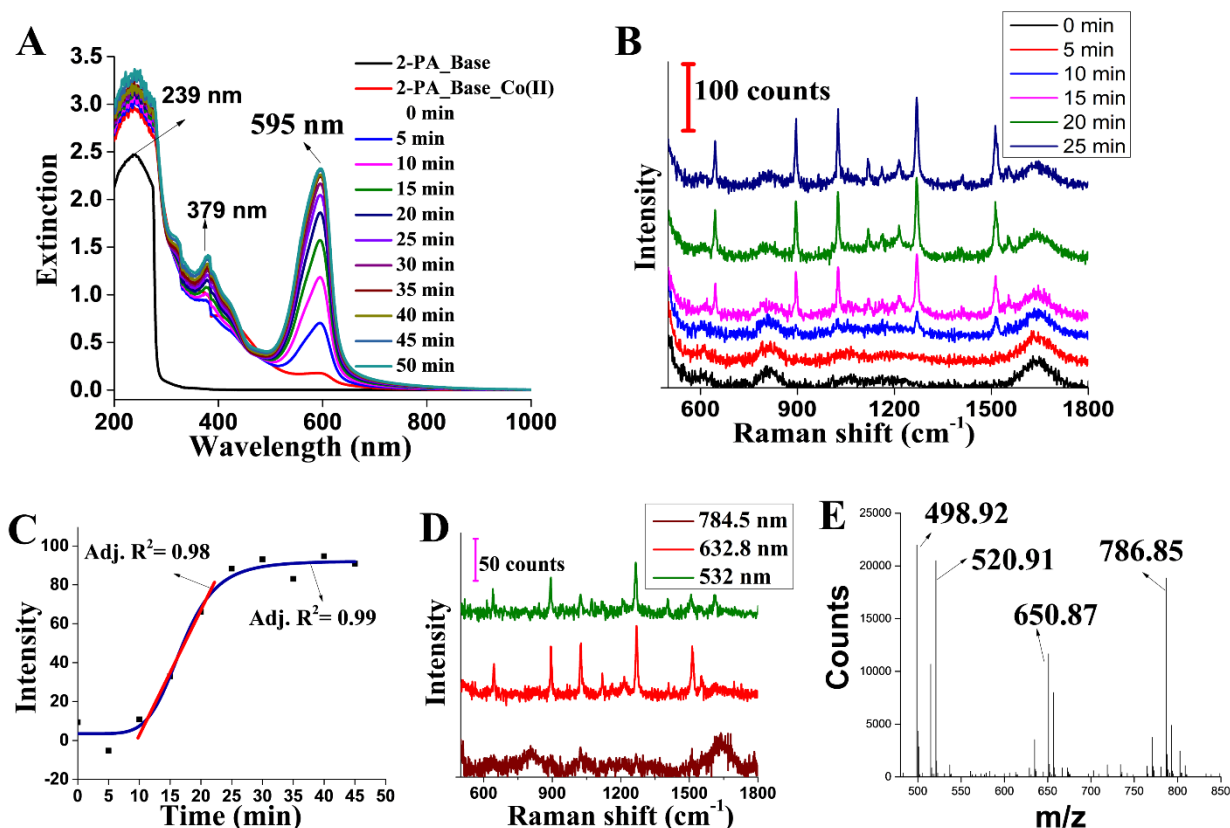 A
3.5
3.0
2.5
2.0
1.5
1.0
0.5
0.0
Extinction
239 nm
379 nm
595 nm
2-PA_Base
2-PA_Base_Co(II)
0 min
5 min
10 min
15 min
20 min
25 min
30 min
35 min
40 min
45 min
50 min
200 400 600 800 1000
Wavelength (nm)
B
100 counts
0 min
5 min
10 min
15 min
20 min
25 min
Intensity
600 900 1200 1500 1800
Raman shift (cm⁻¹)
C
100
80
60
40
20
0
-20
Intensity
Adj. R²= 0.98
Adj. R²= 0.99
0 5 10 15 20 25 30 35 40 45 50
Time (min)
D
50 counts
784.5 nm
632.8 nm
532 nm
Intensity
600 900 1200 1500 1800
Raman shift (cm⁻¹)
E
25000
20000
15000
10000
5000
0
Counts
498.92
520.91
650.87
786.85
500 550 600 650 700 750 800 850
m/z